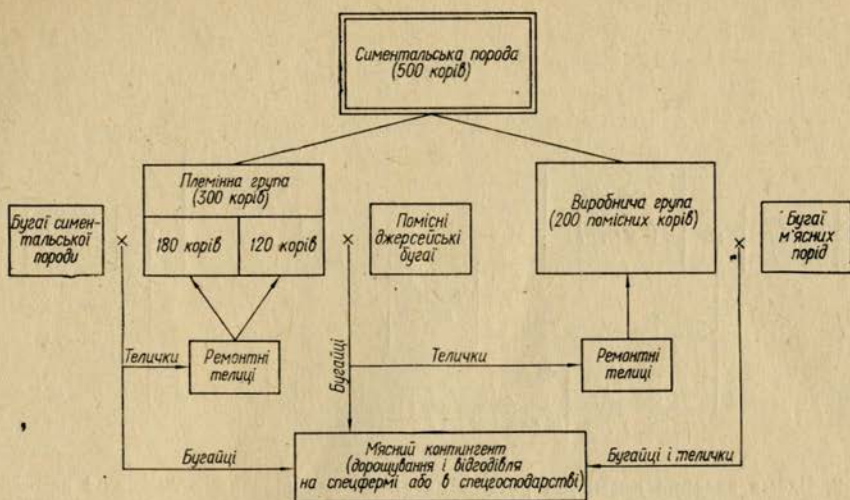 Симентальська порода
(500 корів)
Племінна група
(300 корів)
180 корів
120 корів
Бугаї симен-
тальської
породи
Помісні
джерсейські
бугаї
Виробнича група
(200 помісних корів)
Бугаї
м'ясних
порід
Телички
Ремонтні
телиці
Бугайці
Телички
Ремонтні
телиці
Бугайці
М'ясний контингент
(дорощування і відгодівля
на спецфермі або в спецгосподарстві)
Бугайці і телички